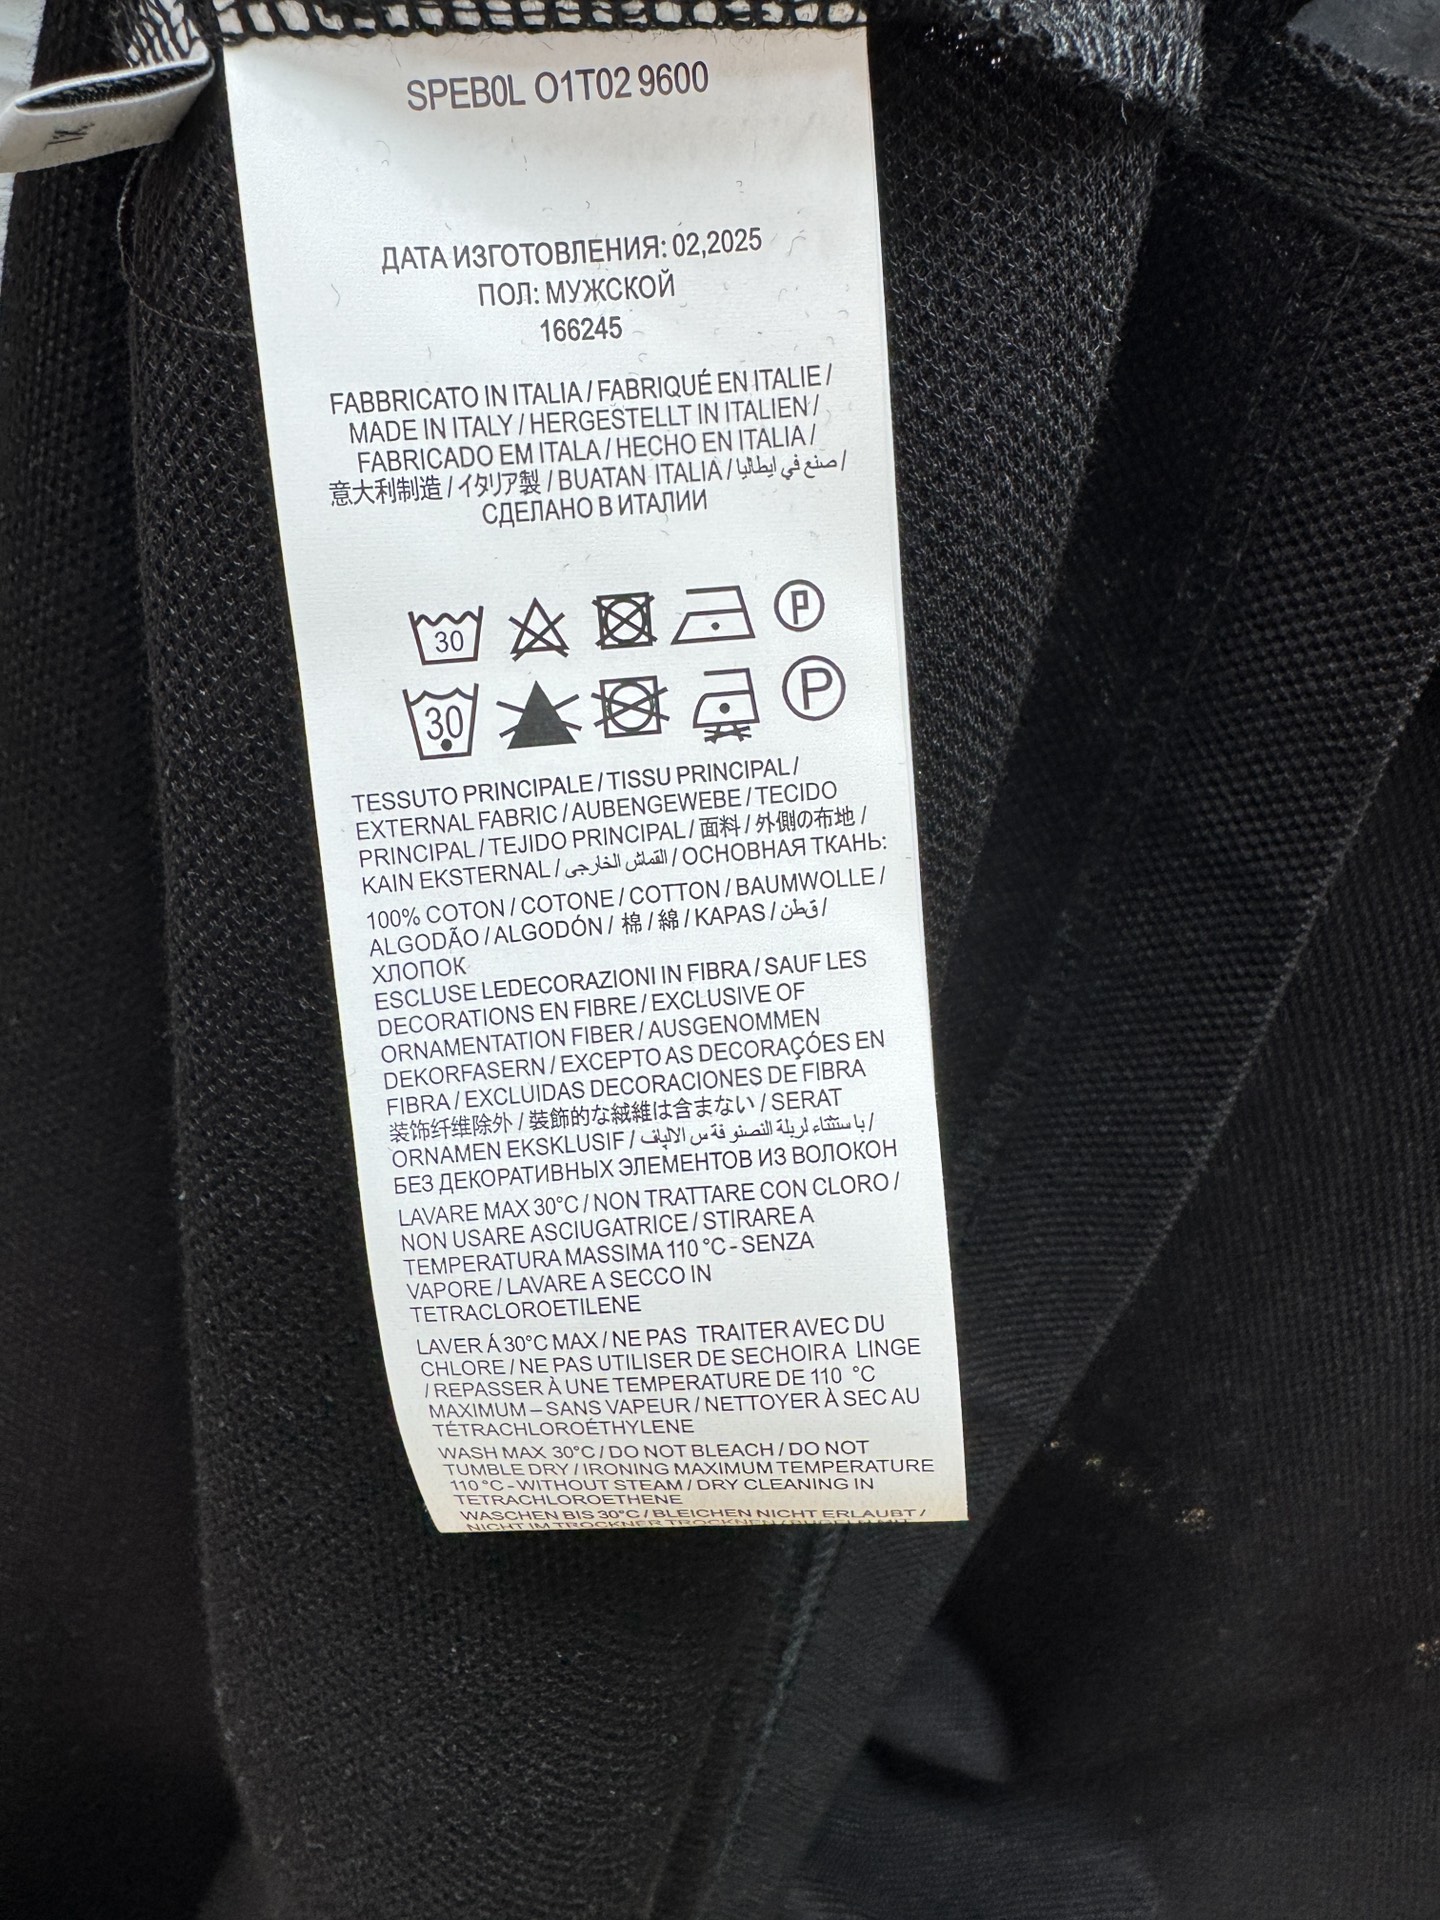 XL
SPEB0L O1T02 9600
ДАТА ИЗГОТОВЛЕНИЯ: 02,2025
ПОЛ: МУЖСКОЙ
166245
FABBRICATO IN ITALIA / FABRIQUÉ EN ITALIE /
MADE IN ITALY / HERGESTELLT IN ITALIEN /
FABRICADO EM ITALA / HECHO EN ITALIA /
意大利制造 / イタリア製 / BUATAN ITALIA / صنع في ايطاليا /
СДЕЛАНО В ИТАЛИИ
30
P
30
P
TESSUTO PRINCIPALE / TISSU PRINCIPAL /
EXTERNAL FABRIC / AUBENGEWEBE / TECIDO
PRINCIPAL / TEJIDO PRINCIPAL / 面料 / 外側の布地 /
KAIN EKSTERNAL / القماش الخارجى / ОСНОВНАЯ ТКАНЬ:
100% COTON / COTONE / COTTON / BAUMWOLLE /
ALGODÃO / ALGODÓN / 棉 / 綿 / KAPAS / قطن /
ХЛОПОК
ESCLUSE LEDECORAZIONI IN FIBRA / SAUF LES
DECORATIONS EN FIBRE / EXCLUSIVE OF
ORNAMENTATION FIBER / AUSGENOMMEN
DEKORFASERN / EXCEPTO AS DECORAÇÓES EN
FIBRA / EXCLUIDAS DECORACIONES DE FIBRA
装饰纤维除外 / 装飾的な繊維は含まない / SERAT
ORNAMEN EKSKLUSIF /
БЕЗ ДЕКОРАТИВНЫХ ЭЛЕМЕНТОВ ИЗ ВОЛОКОН
LAVARE MAX 30°C / NON TRATTARE CON CLORO /
NON USARE ASCIUGATRICE / STIRARE A
TEMPERATURA MASSIMA 110 °C - SENZA
VAPORE / LAVARE A SECCO IN
TETRACLOROETILENE
LAVER Á 30°C MAX / NE PAS TRAITER AVEC DU
CHLORE / NE PAS UTILISER DE SECHOIR A LINGE
/ REPASSER À UNE TEMPERATURE DE 110 °C
MAXIMUM – SANS VAPEUR / NETTOYER À SEC AU
TÉTRACHLOROÉTHYLENE
WASH MAX 30°C / DO NOT BLEACH / DO NOT
TUMBLE DRY / IRONING MAXIMUM TEMPERATURE
110 °C - WITHOUT STEAM / DRY CLEANING IN
TETRACHLOROETHENE
WASCHEN BIS 30°C / BLEICHEN NICHT ERLAUBT /
NICHT IM TROCKNER TROCKNEN /